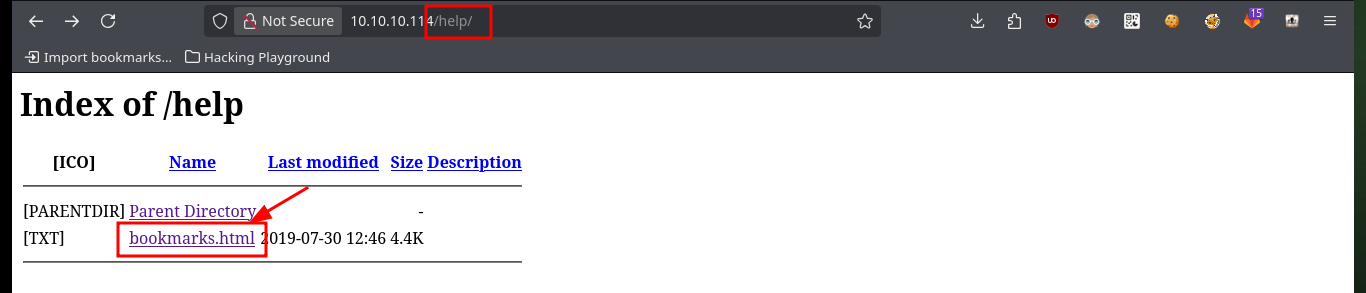 Not Secure 10.10.10.114/help/ 15
Import bookmarks... Hacking Playground
Index of /help
[ICO] Name Last modified Size Description
[PARENTDIR] Parent Directory -
[TXT] bookmarks.html 2019-07-30 12:46 4.4K